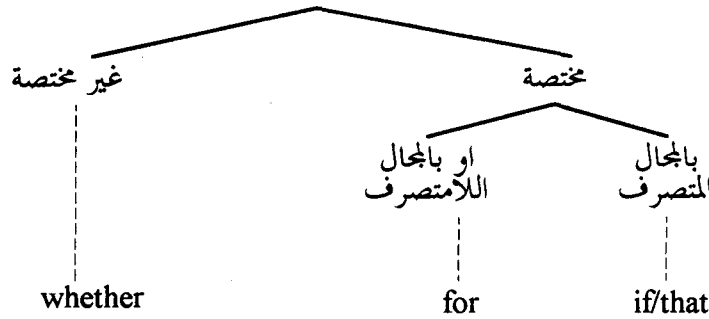 مختصة غير مختصة
بالمجال او بالمجال
المتصرف اللامتصرف
whether for if/that